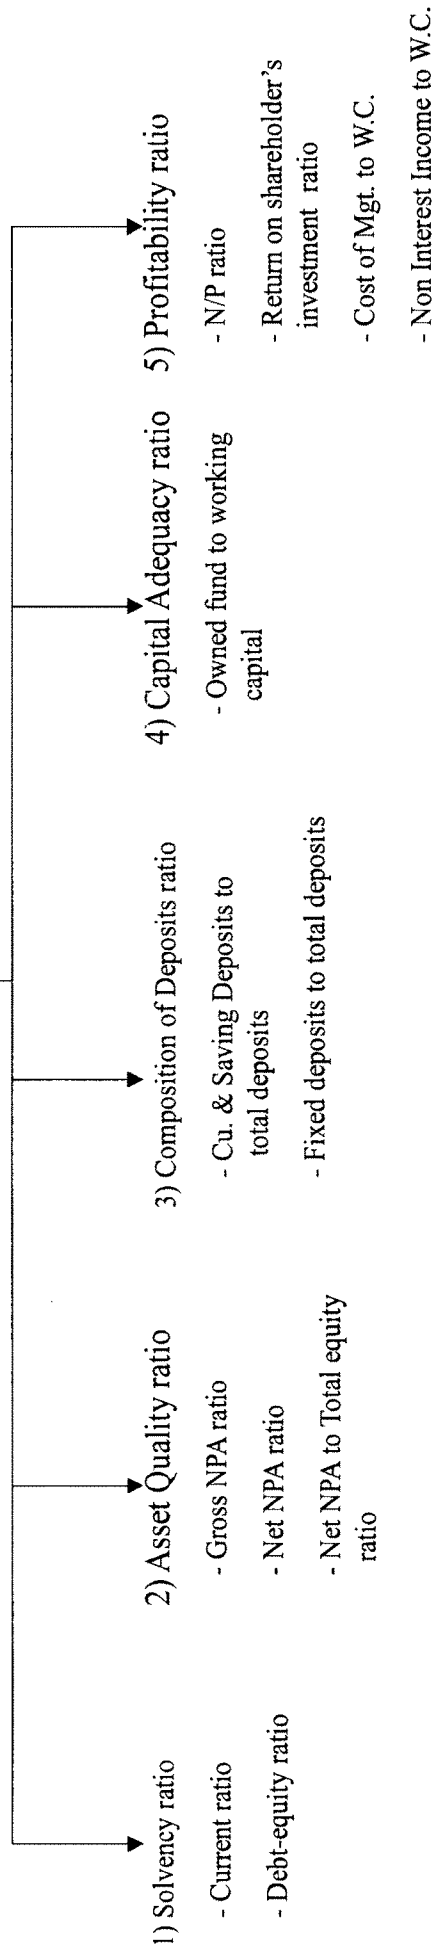 1) Solvency ratio
- Current ratio
- Debt-equity ratio
2) Asset Quality ratio
- Gross NPA ratio
- Net NPA ratio
- Net NPA to Total equity
ratio
3) Composition of Deposits ratio
- Cu. & Saving Deposits to
total deposits
- Fixed deposits to total deposits
4) Capital Adequacy ratio
- Owned fund to working
capital
5) Profitability ratio
- N/P ratio
- Return on shareholder's
investment ratio
- Cost of Mgt. to W.C.
- Non Interest Income to W.C.